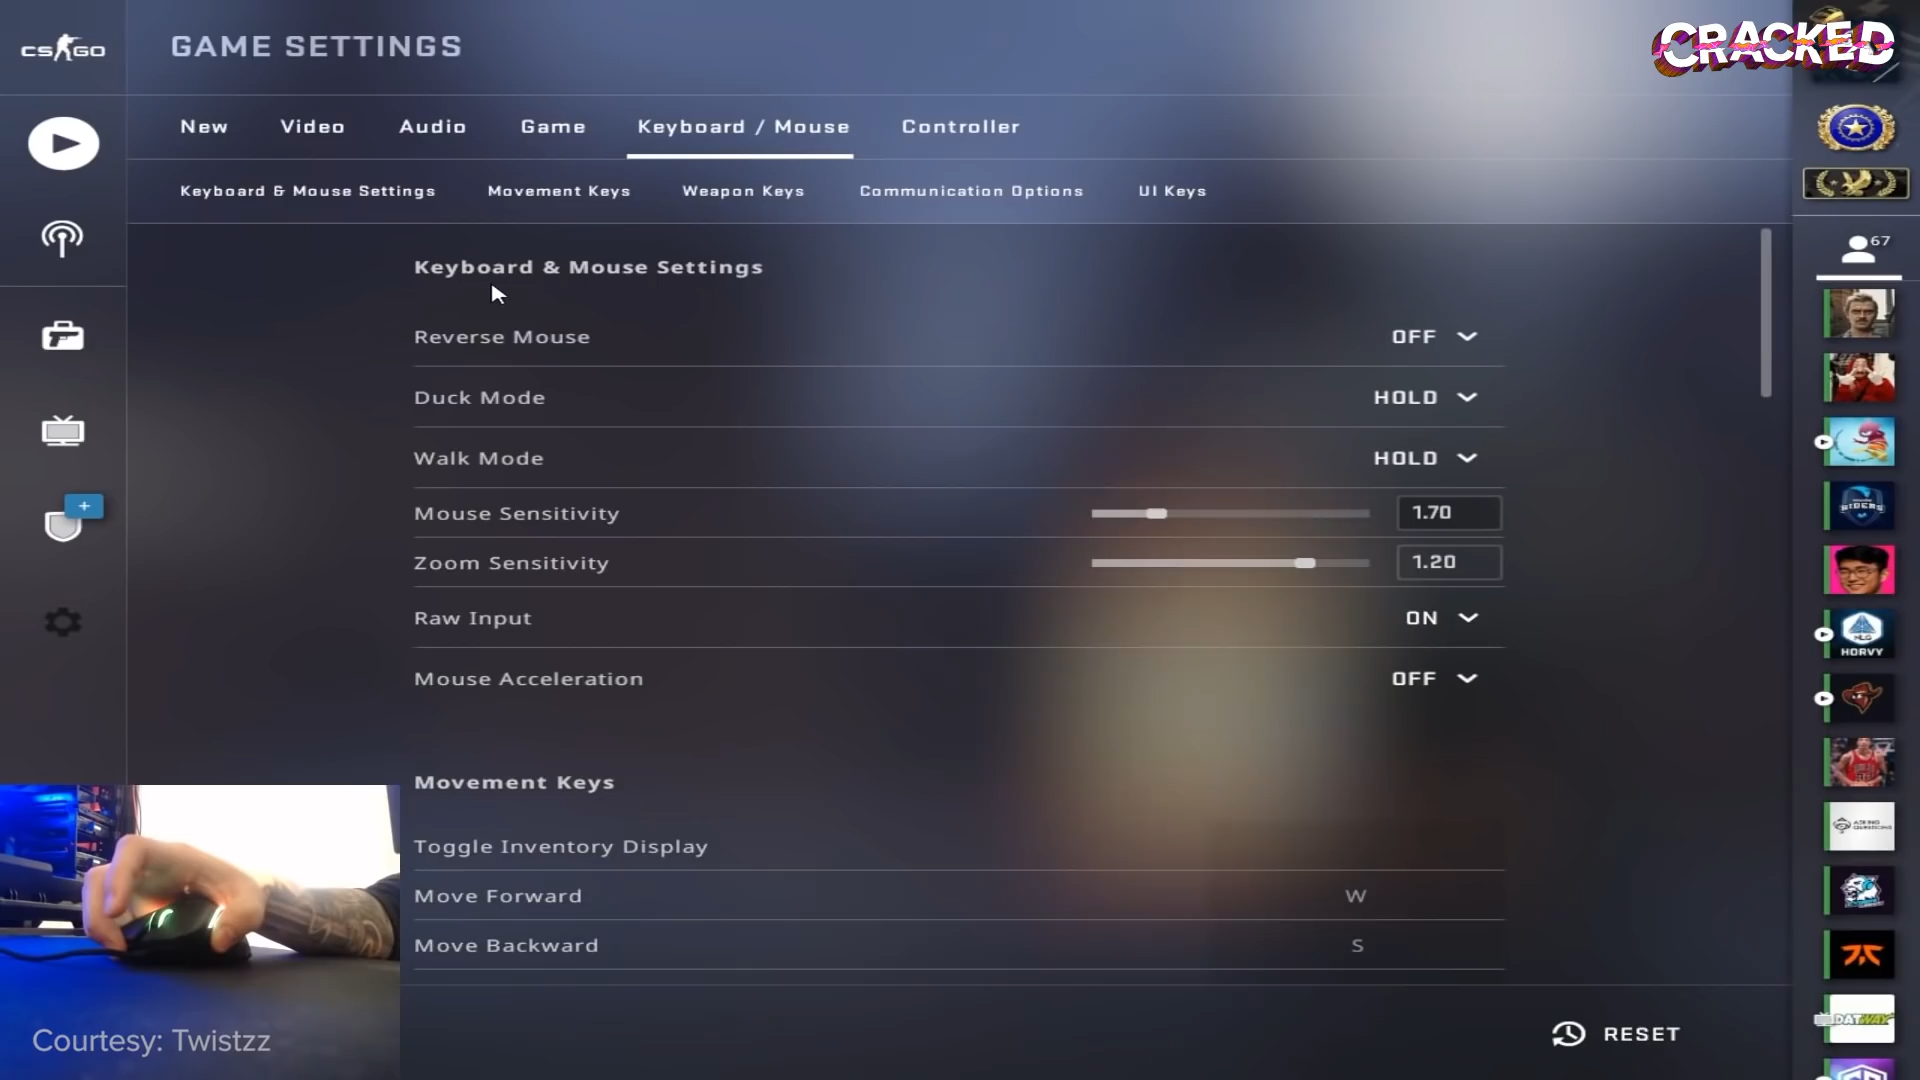 CS GO
GAME SETTINGS
CRACKED
New Video Audio Game Keyboard / Mouse Controller
Keyboard & Mouse Settings Movement Keys Weapon Keys Communication Options UI Keys
67
Keyboard & Mouse Settings
Reverse Mouse OFF
Duck Mode HOLD
Walk Mode HOLD
Mouse Sensitivity 1.70
Zoom Sensitivity 1.20
Raw Input ON
Mouse Acceleration OFF
RIDERS
NLG
HORVY
Movement Keys
Toggle Inventory Display
Move Forward W
Move Backward S
DATWAY
Courtesy: Twistzz
RESET